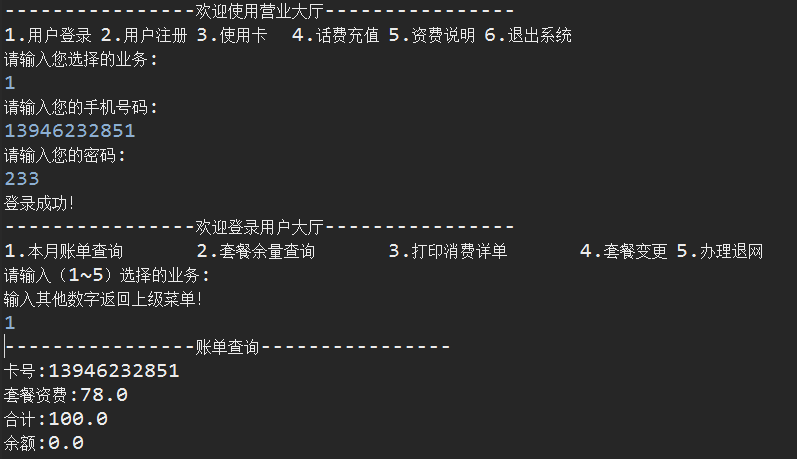 ----------------欢迎使用营业大厅----------------
1.用户登录 2.用户注册 3.使用卡  4.话费充值 5.资费说明 6.退出系统
请输入您选择的业务:
1
请输入您的手机号码:
13946232851
请输入您的密码:
233
登录成功!
----------------欢迎登录用户大厅----------------
1.本月账单查询      2.套餐余量查询      3.打印消费详单      4.套餐变更 5.办理退网
请输入（1~5）选择的业务:
输入其他数字返回上级菜单!
1
----------------账单查询----------------
卡号:13946232851
套餐资费:78.0
合计:100.0
余额:0.0